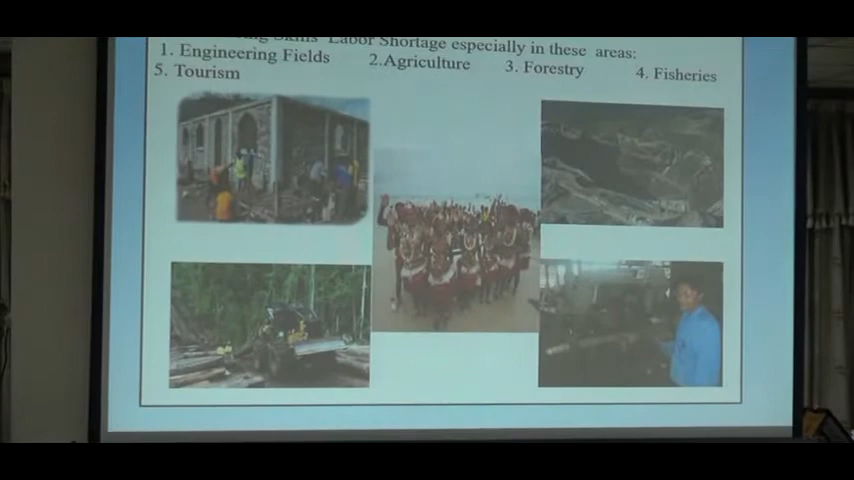 Skills Labor Shortage especially in these areas:
1. Engineering Fields 2.Agriculture 3. Forestry 4. Fisheries
5. Tourism